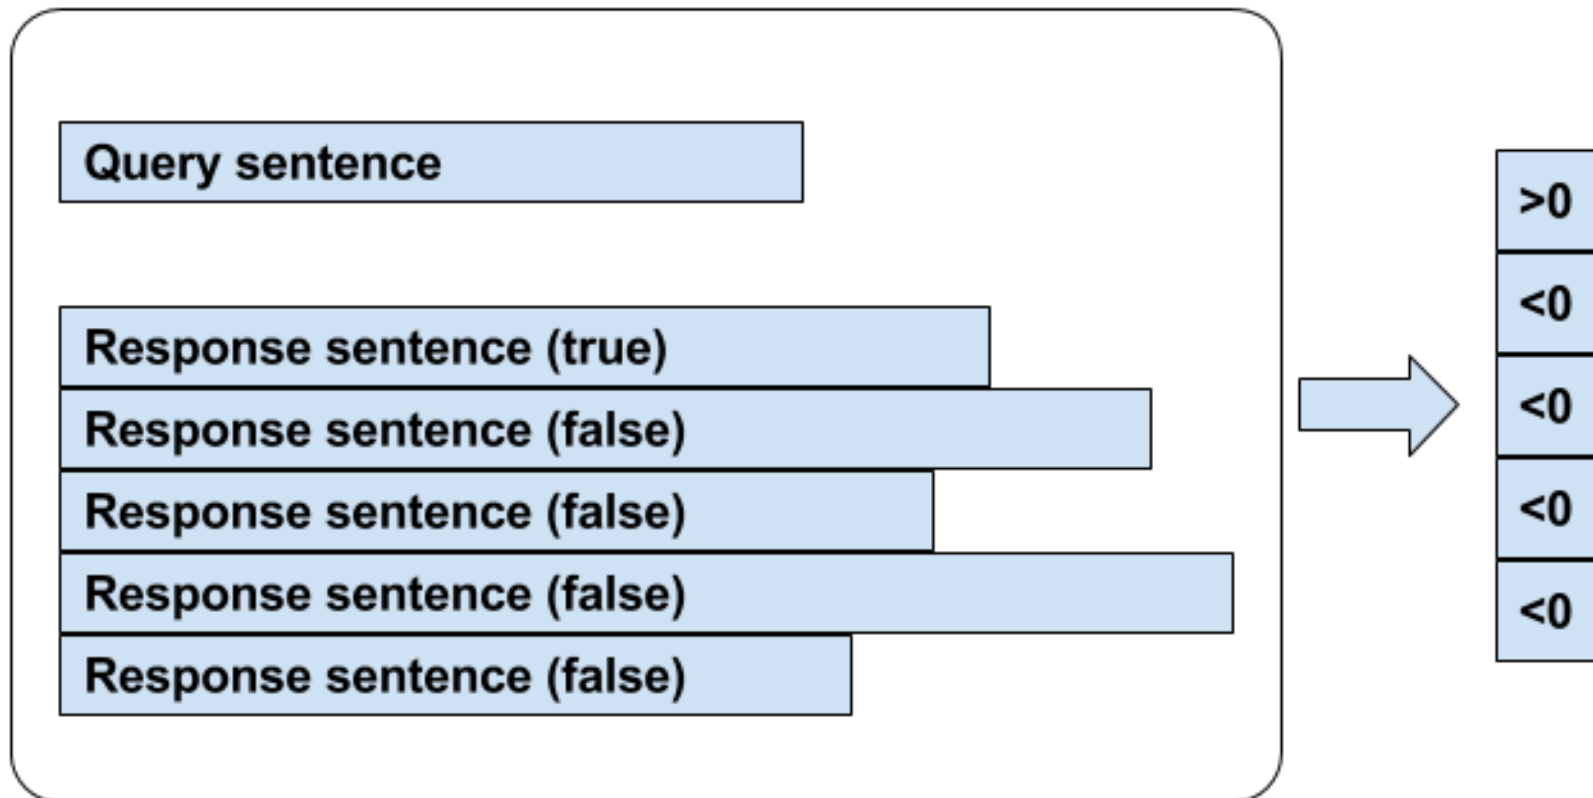 Query sentence
Response sentence (true)
Response sentence (false)
Response sentence (false)
Response sentence (false)
Response sentence (false)
>0
<0
<0
<0
<0